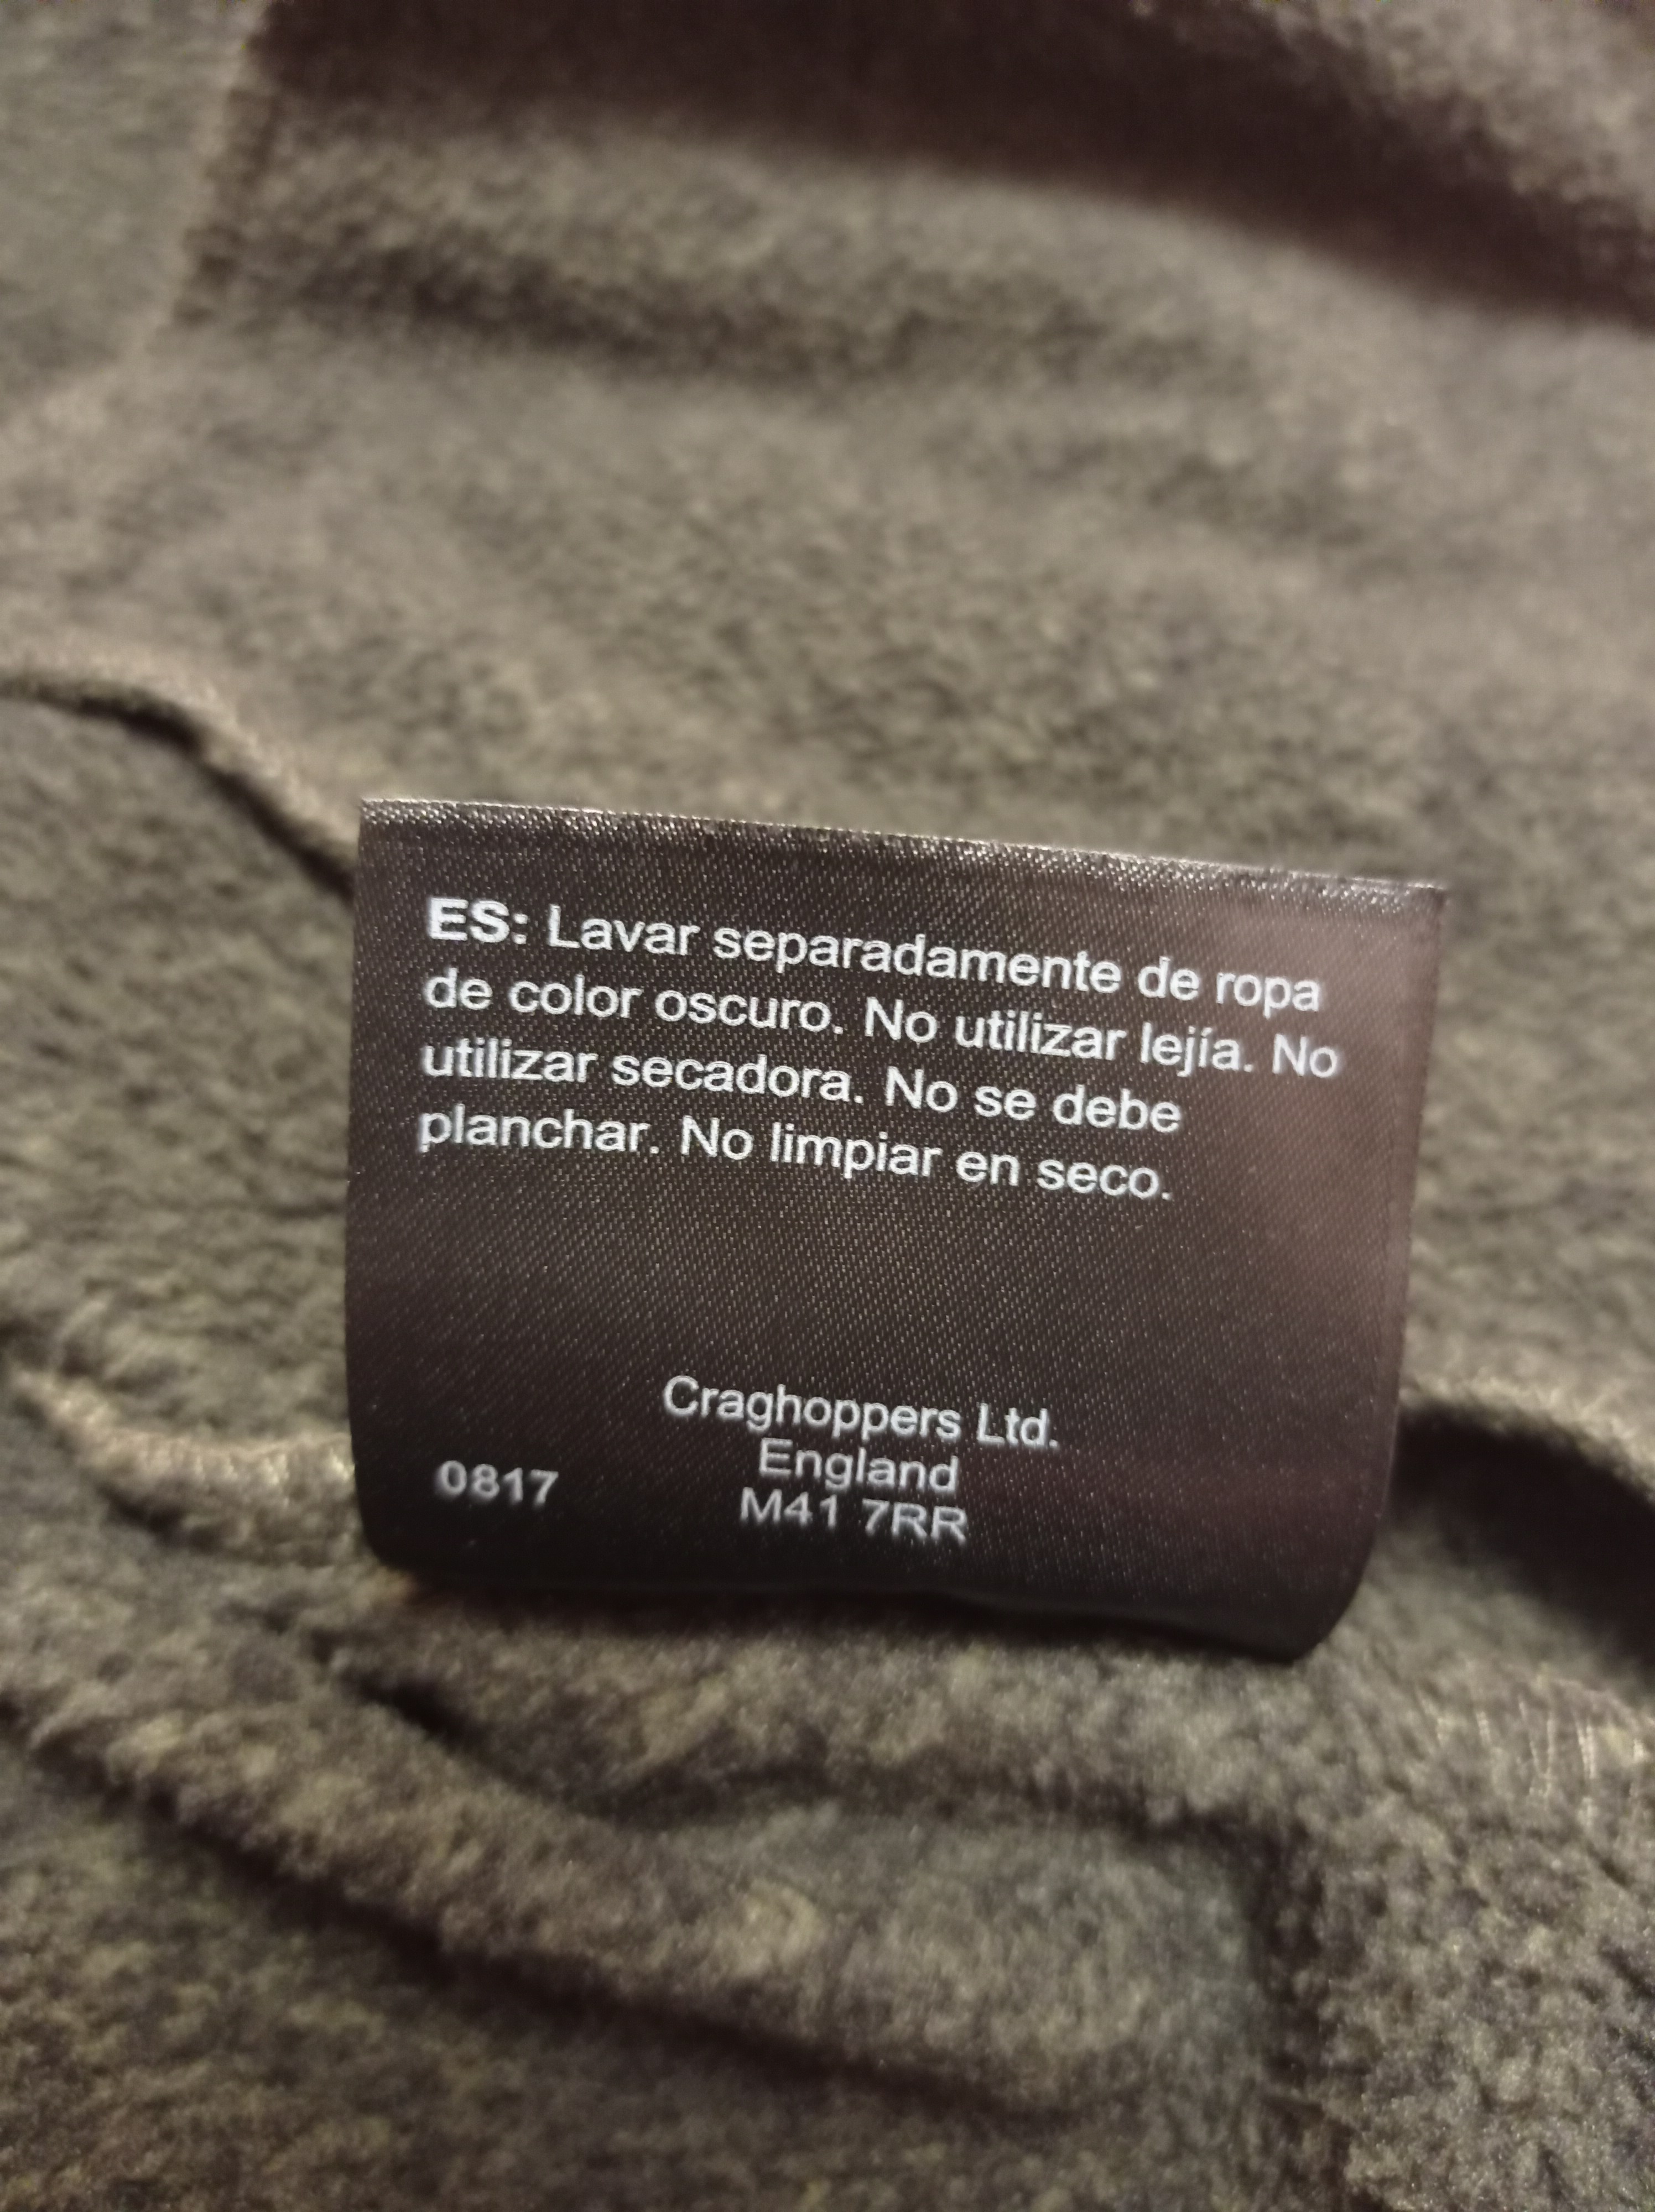 ES: Lavar separadamente de ropa
de color oscuro. No utilizar lejía. No
utilizar secadora. No se debe
planchar. No limpiar en seco.
Craghoppers Ltd.
England
0817
M41 7RR